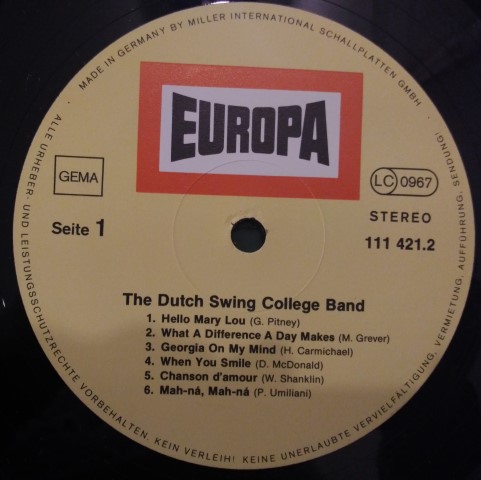 · MADE IN GERMANY BY MILLER INTERNATIONAL SCHALLPLATTEN GMBH ·
EUROPA
GEMA
LC 0967
Seite 1
STEREO
111 421.2
The Dutch Swing College Band
1. Hello Mary Lou (G. Pitney)
2. What A Difference A Day Makes (M. Grever)
3. Georgia On My Mind (H. Carmichael)
4. When You Smile (D. McDonald)
5. Chanson d'amour (W. Shanklin)
6. Mah-ná, Mah-ná (P. Umiliani)
ALLE URHEBER- UND LEISTUNGSSCHUTZRECHTE VORBEHALTEN. KEIN VERLEIH! KEINE UNERLAUBTE VERVIELFÄLTIGUNG, VERMIETUNG, AUFFÜHRUNG, SENDUNG!